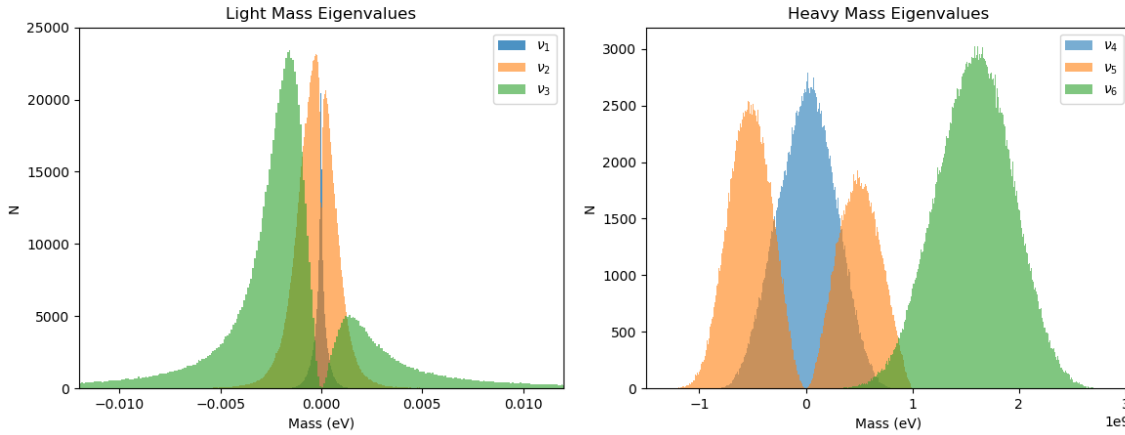 Light Mass Eigenvalues
25000
20000
15000
10000
5000
0
N
−0.010
−0.005
0.000
0.005
0.010
Mass (eV)
ν1
ν2
ν3
Heavy Mass Eigenvalues
3000
2500
2000
1500
1000
500
0
N
−1
0
1
2
3
1e9
Mass (eV)
ν4
ν5
ν6